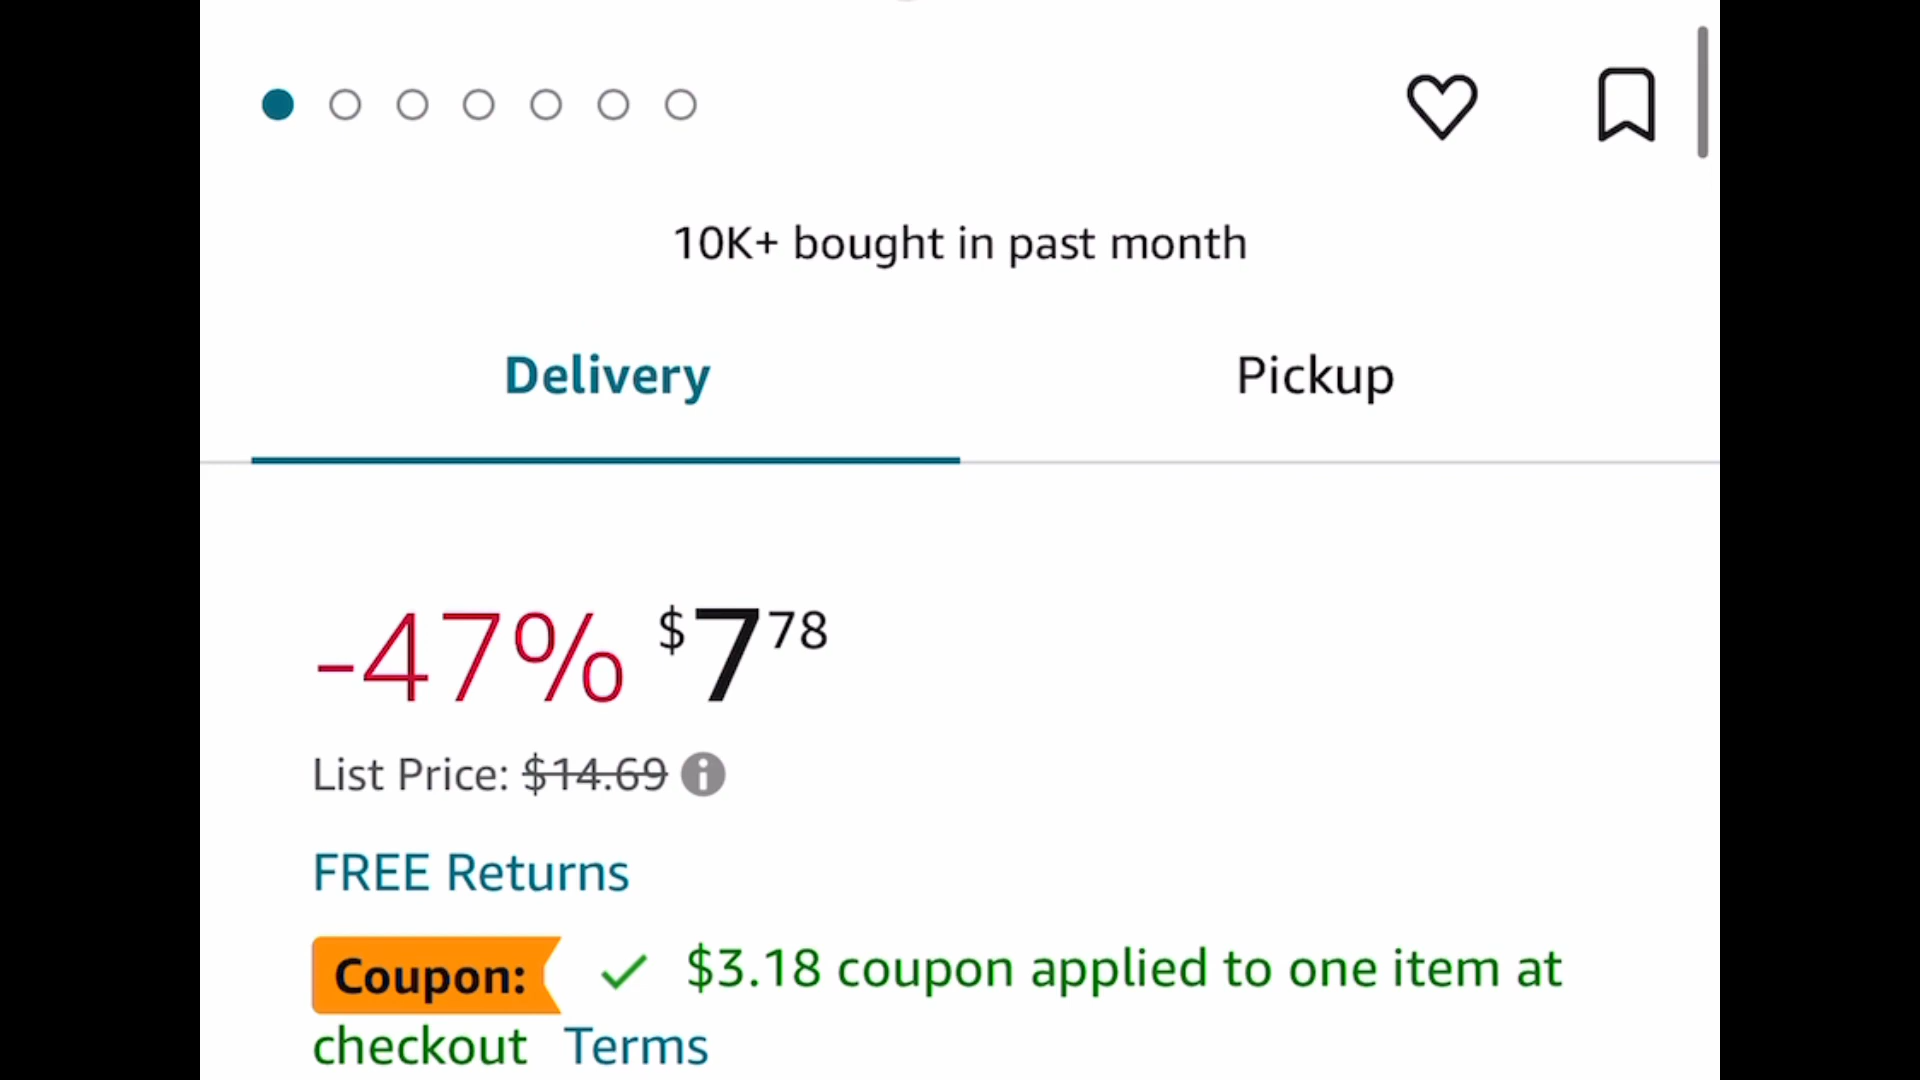 10K+ bought in past month
Delivery Pickup
-47% $7 78
List Price: $14.69
FREE Returns
Coupon: $3.18 coupon applied to one item at
checkout Terms